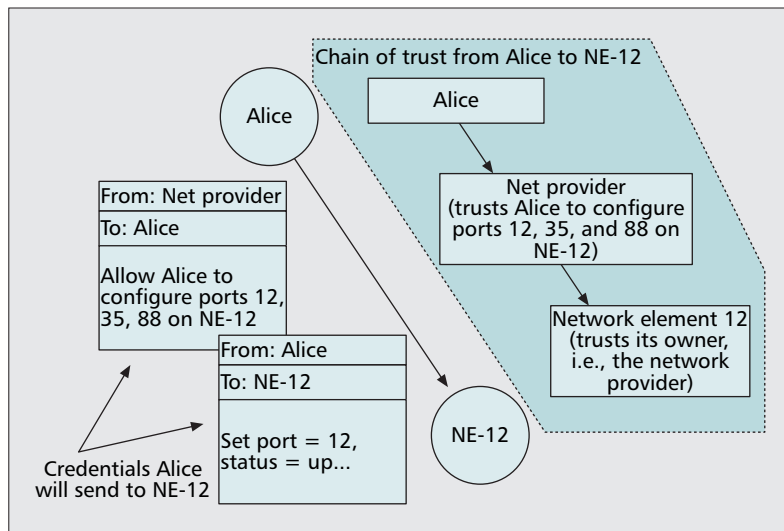 Chain of trust from Alice to NE-12
Alice
Alice
Net provider
(trusts Alice to configure
ports 12, 35, and 88 on
NE-12)
Network element 12
(trusts its owner,
i.e., the network
provider)
From: Net provider
To: Alice
Allow Alice to
configure ports 12,
35, 88 on NE-12
From: Alice
To: NE-12
Set port = 12,
status = up...
NE-12
Credentials Alice
will send to NE-12